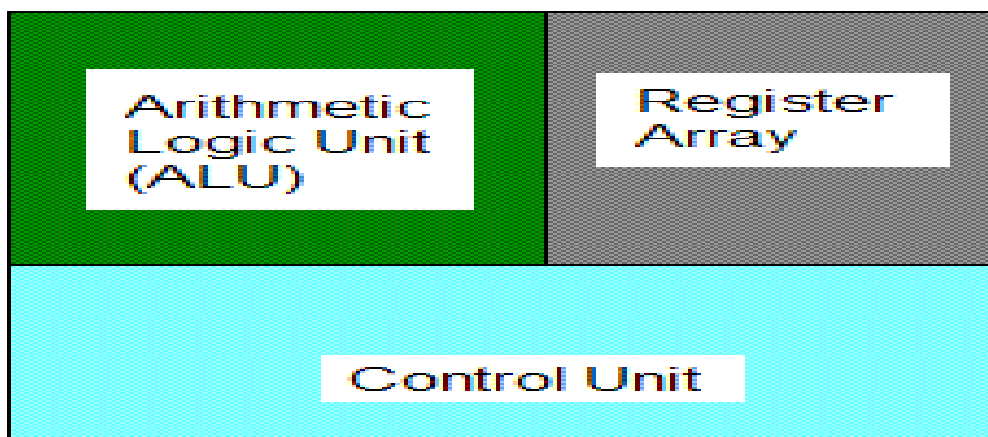 Arithmetic
Logic Unit
(ALU)
Register
Array
Control Unit